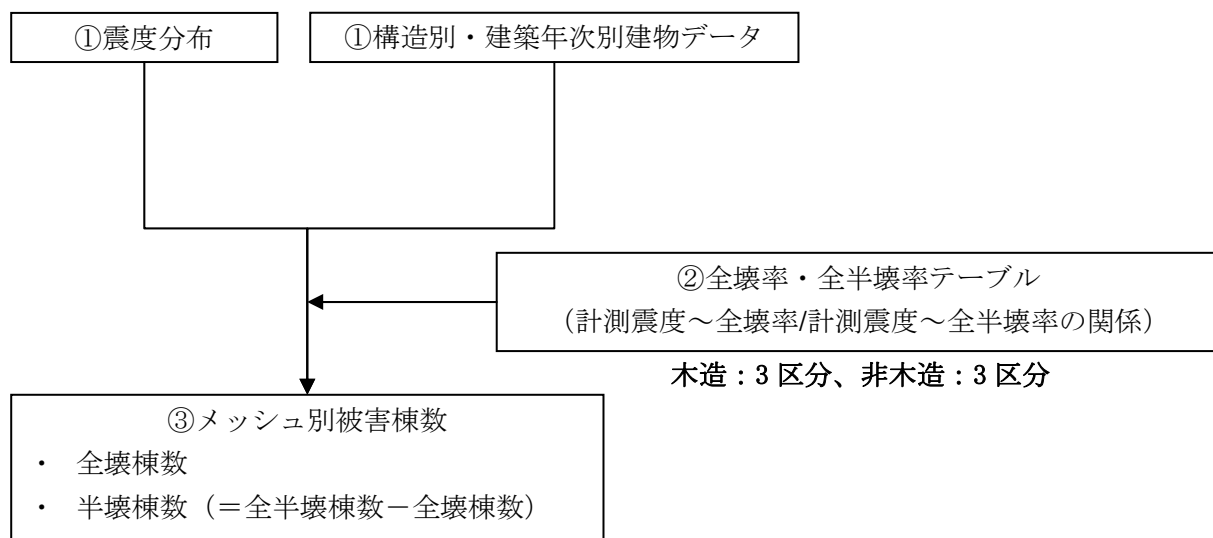 ①震度分布
①構造別・建築年次別建物データ
②全壊率・全半壊率テーブル
（計測震度～全壊率/計測震度～全半壊率の関係）
木造：3 区分、非木造：3 区分
③メッシュ別被害棟数
・ 全壊棟数
・ 半壊棟数（＝全半壊棟数－全壊棟数）